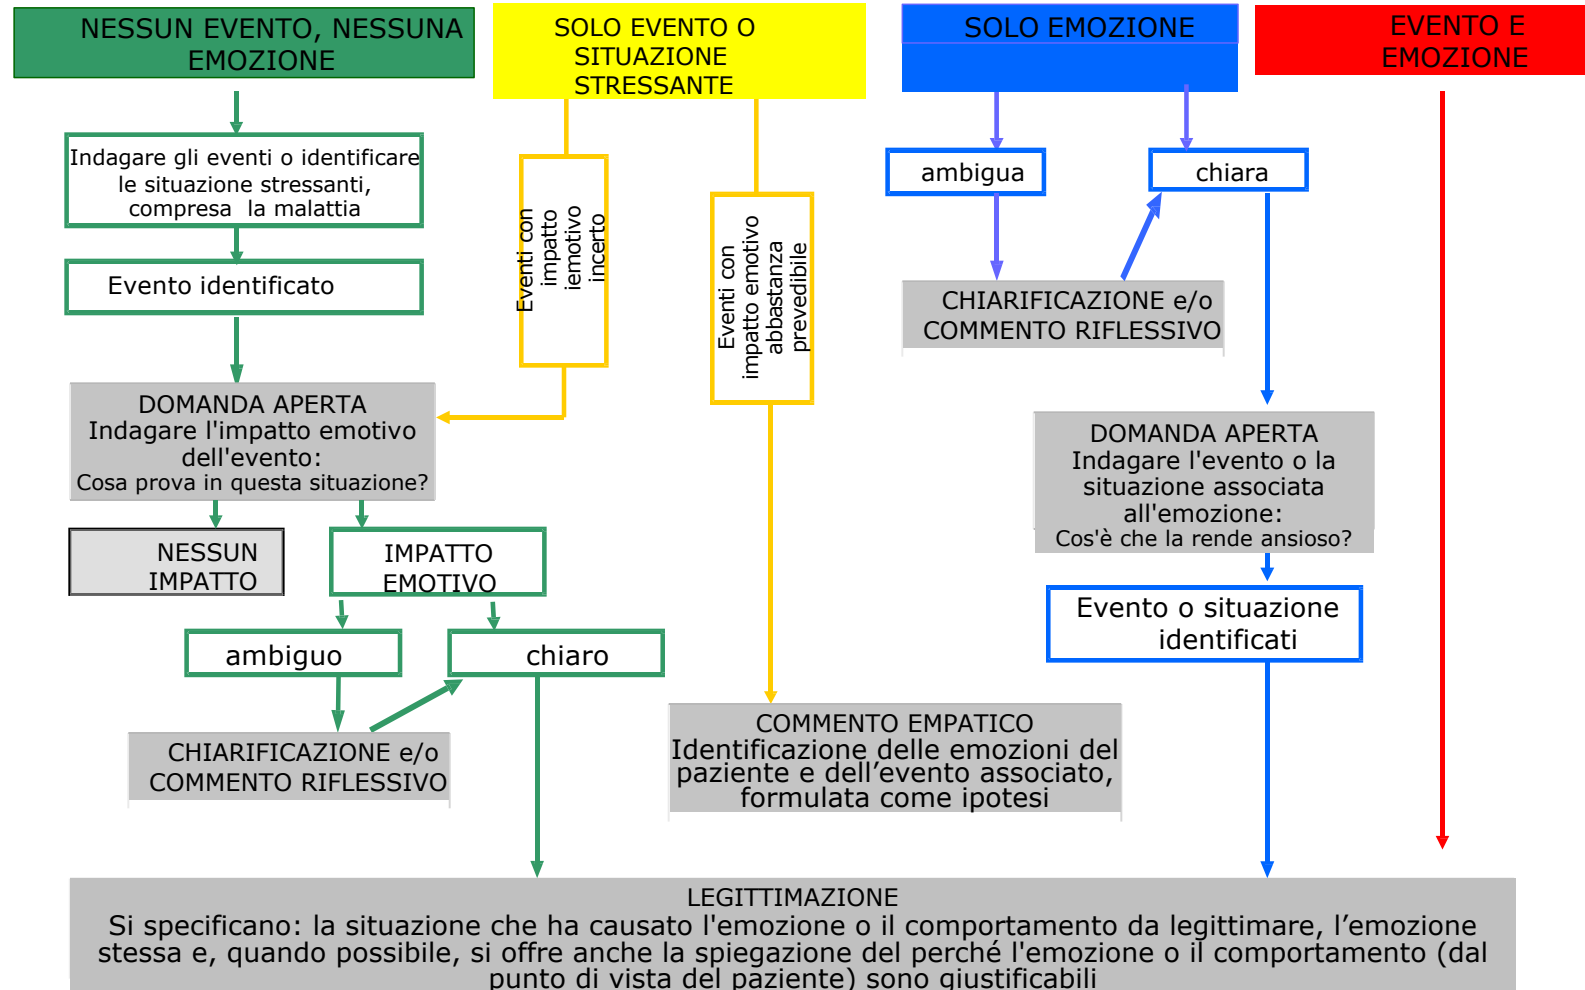 NESSUN EVENTO, NESSUNA
EMOZIONE
SOLO EVENTO O
SITUAZIONE
STRESSANTE
SOLO EMOZIONE
EVENTO E
EMOZIONE
Indagare gli eventi o identificare
le situazione stressanti,
compresa la malattia
Evento identificato
Eventi con
impatto
iemotivo
incerto
Eventi con
impatto emotivo
abbastanza
prevedibile
ambigua
chiara
CHIARIFICAZIONE e/o
COMMENTO RIFLESSIVO
DOMANDA APERTA
Indagare l'impatto emotivo
dell'evento:
Cosa prova in questa situazione?
DOMANDA APERTA
Indagare l'evento o la
situazione associata
all'emozione:
Cos'è che la rende ansioso?
NESSUN
IMPATTO
IMPATTO
EMOTIVO
Evento o situazione
identificati
ambiguo
chiaro
CHIARIFICAZIONE e/o
COMMENTO RIFLESSIVO
COMMENTO EMPATICO
Identificazione delle emozioni del
paziente e dell’evento associato,
formulata come ipotesi
LEGITTIMAZIONE
Si specificano: la situazione che ha causato l'emozione o il comportamento da legittimare, l’emozione
stessa e, quando possibile, si offre anche la spiegazione del perché l'emozione o il comportamento (dal
punto di vista del paziente) sono giustificabili